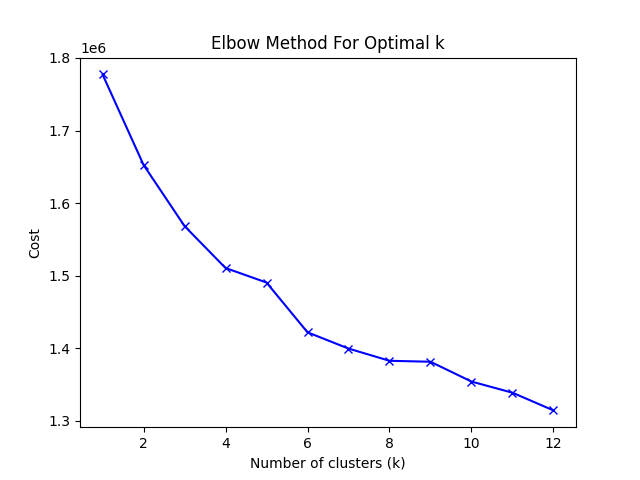 Elbow Method For Optimal k
1e6
1.8
1.7
1.6
1.5
1.4
1.3
Cost
2 4 6 8 10 12
Number of clusters (k)